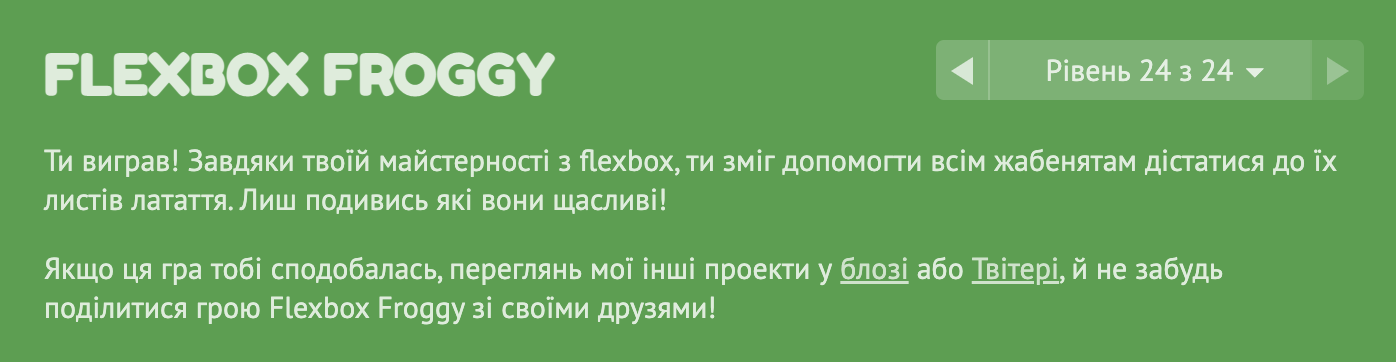 FLEXBOX FROGGY
Рівень 24 з 24
Ти виграв! Завдяки твоїй майстерності з flexbox, ти зміг допомогти всім жабенятам дістатися до їх
листів латаття. Лиш подивись які вони щасливі!
Якщо ця гра тобі сподобалась, переглянь мої інші проекти у блозі або Твітері, й не забудь
поділитися грою Flexbox Froggy зі своїми друзями!